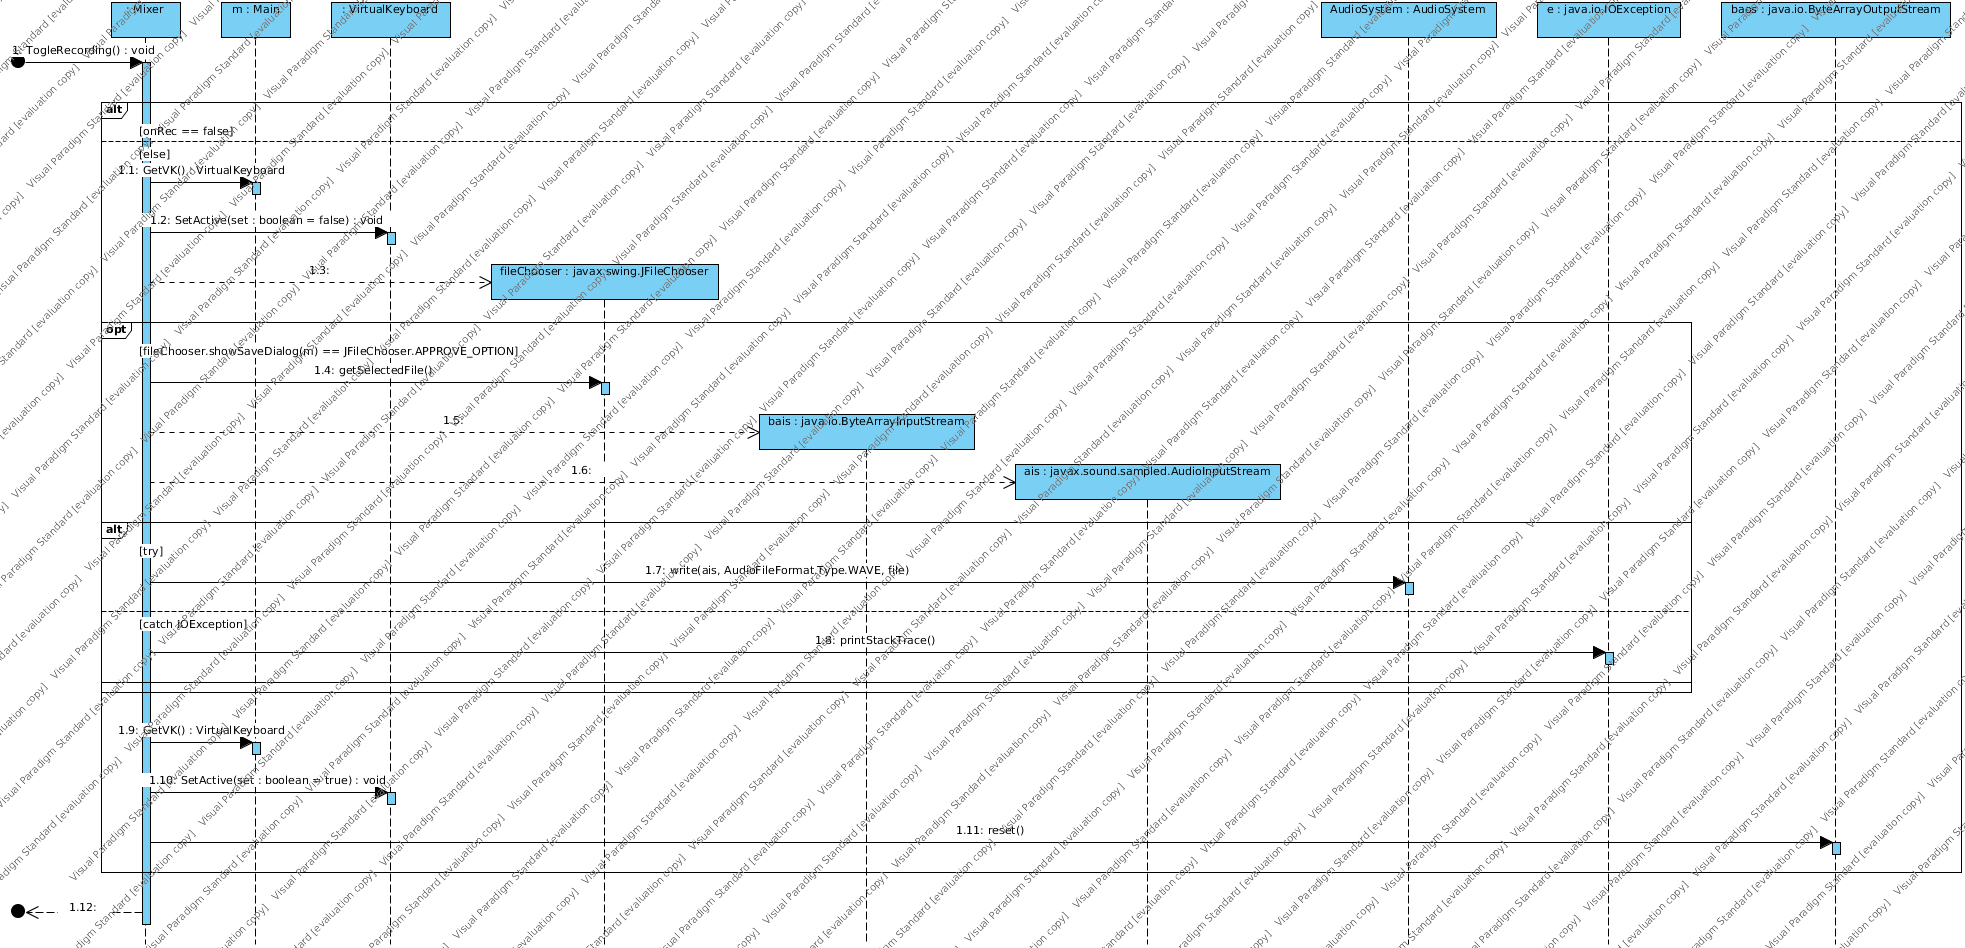 Mixer
m : Main
: VirtualKeyboard
AudioSystem : AudioSystem
e : java.io.IOException
baos : java.io.ByteArrayOutputStream
1: TogleRecording() : void
alt
[onRec == false]
[else]
1.1: GetVK() : VirtualKeyboard
1.2: SetActive(set : boolean = false) : void
1.3:
fileChooser : javax.swing.JFileChooser
opt
[fileChooser.showSaveDialog(m) == JFileChooser.APPROVE_OPTION]
1.4: getSelectedFile()
1.5:
bais : java.io.ByteArrayInputStream
1.6:
ais : javax.sound.sampled.AudioInputStream
alt
[try]
1.7: write(ais, AudioFileFormat.Type.WAVE, file)
[catch IOException]
1.8: printStackTrace()
1.9: GetVK() : VirtualKeyboard
1.10: SetActive(set : boolean = true) : void
1.11: reset()
1.12:
Visual Paradigm Standard [evaluation copy]